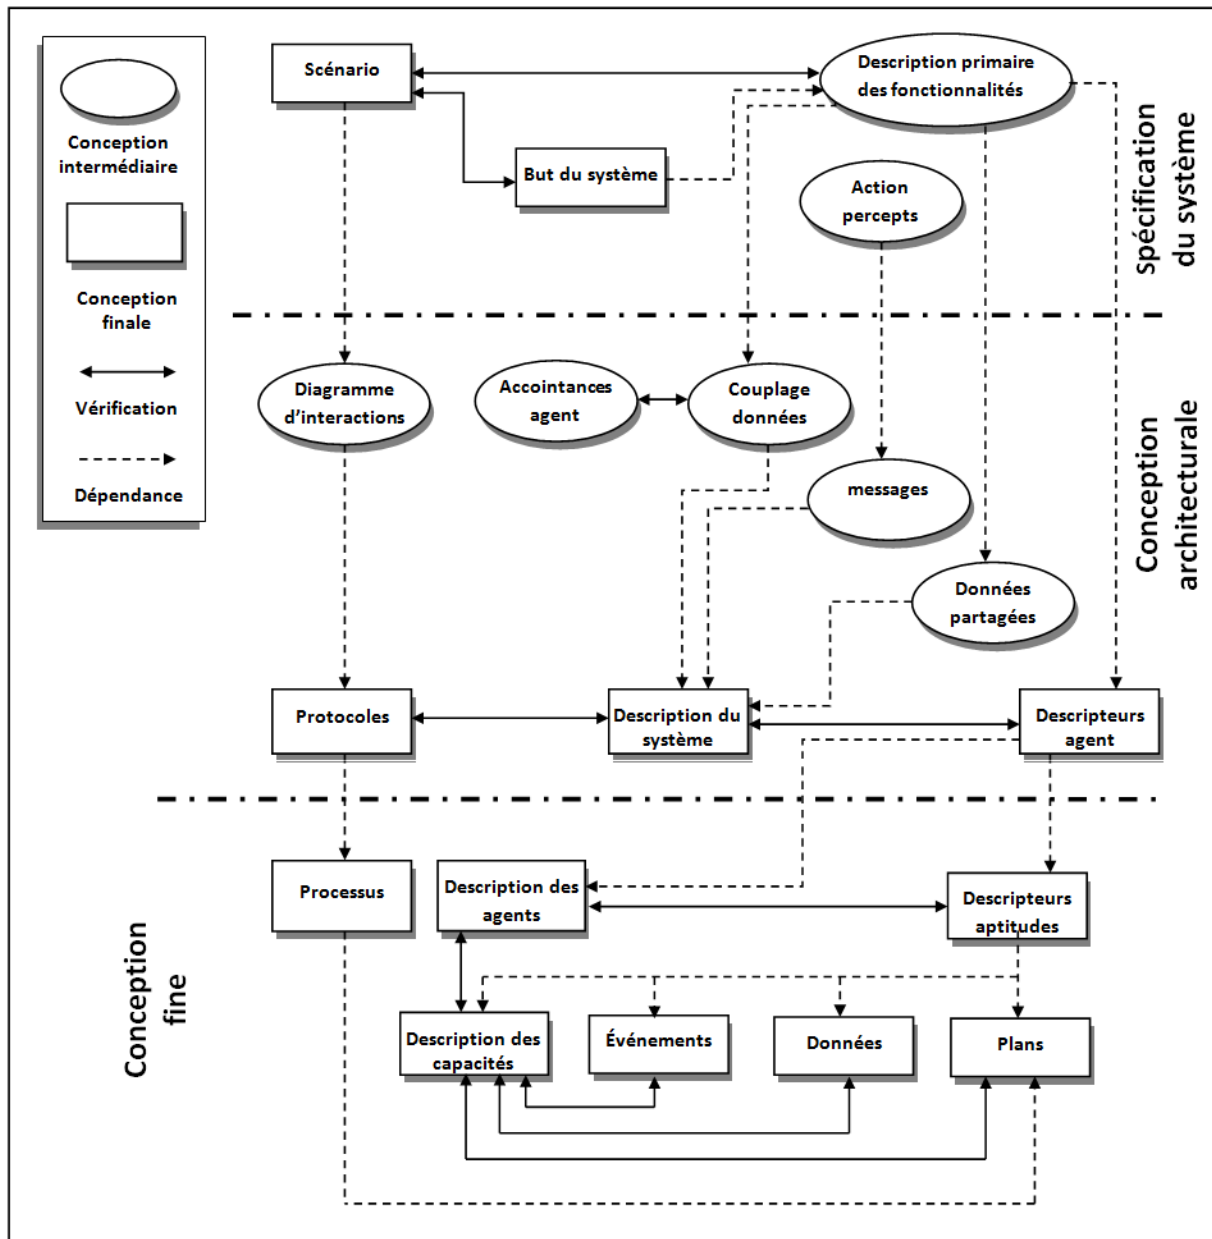 Conception
intermédiaire
Conception
finale
Vérification
Dépendance
Scénario
Description primaire
des fonctionnalités
But du système
Action
percepts
Spécification
du système
Diagramme
d'interactions
Accointances
agent
Couplage
données
messages
Données
partagées
Conception
architecturale
Protocoles
Description du
système
Descripteurs
agent
Processus
Description des
agents
Descripteurs
aptitudes
Description des
capacités
Événements
Données
Plans
Conception
fine